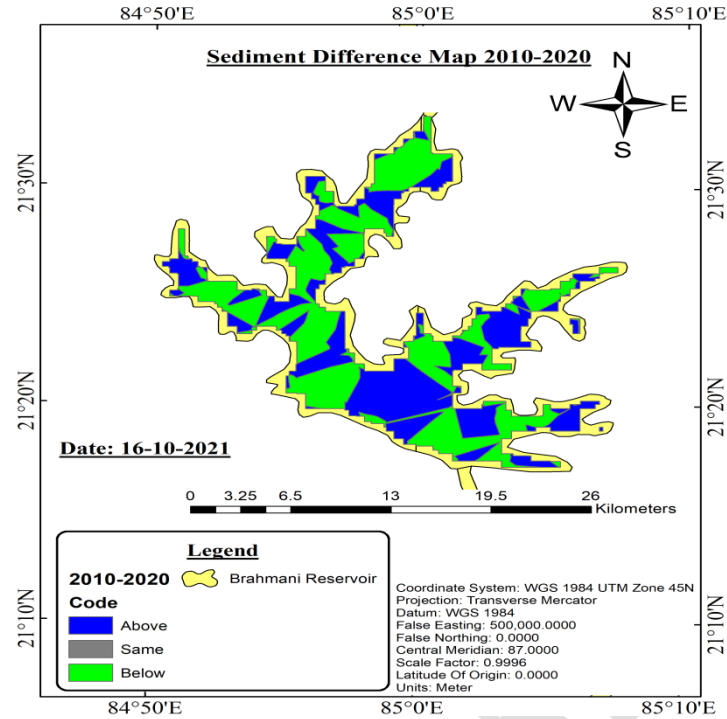 84°50'E 85°0'E 85°10'E
Sediment Difference Map 2010-2020
N
W E
S
21°30'N 21°30'N
21°20'N 21°20'N
Date: 16-10-2021
0 3.25 6.5 13 19.5 26
Kilometers
Legend
2010-2020 Brahmani Reservoir
Code
Above
Same
Below
Coordinate System: WGS 1984 UTM Zone 45N
Projection: Transverse Mercator
Datum: WGS 1984
False Easting: 500,000.0000
False Northing: 0.0000
Central Meridian: 87.0000
Scale Factor: 0.9996
Latitude Of Origin: 0.0000
Units: Meter
21°10'N 21°10'N
84°50'E 85°0'E 85°10'E